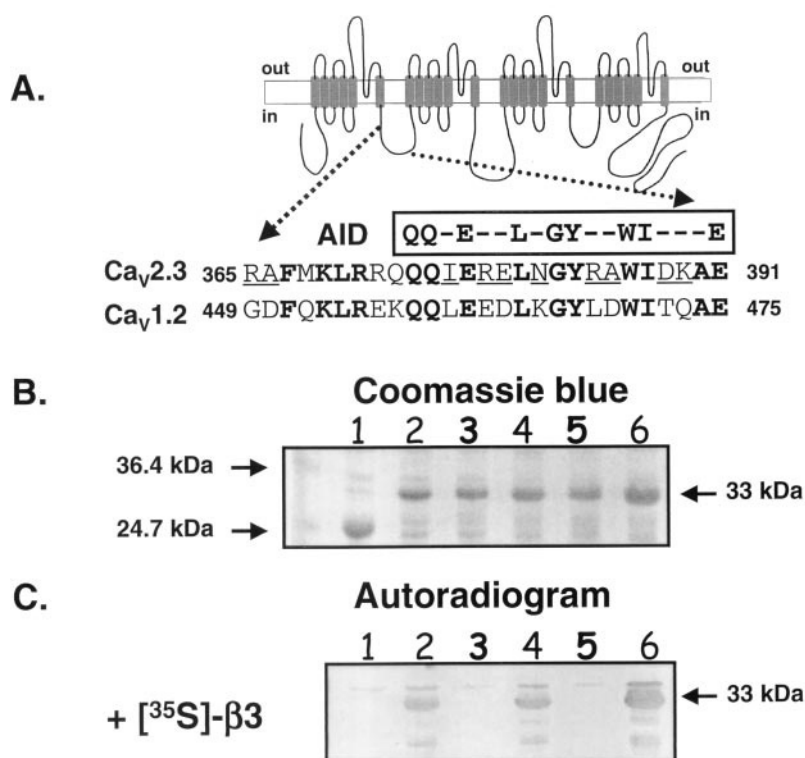 A.
out
out
in
in
AID QQ-E--L-GY--WI---E
CaV2.3 365 RAFMKLRRQQQIERELNGYRAWIDKAE 391
CaV1.2 449 GDFQKLREKQQLEEDLKGYLDWITQAE 475
B.
Coomassie blue
1 2 3 4 5 6
36.4 kDa
33 kDa
24.7 kDa
C.
Autoradiogram
1 2 3 4 5 6
33 kDa
+ [³⁵S]-β3